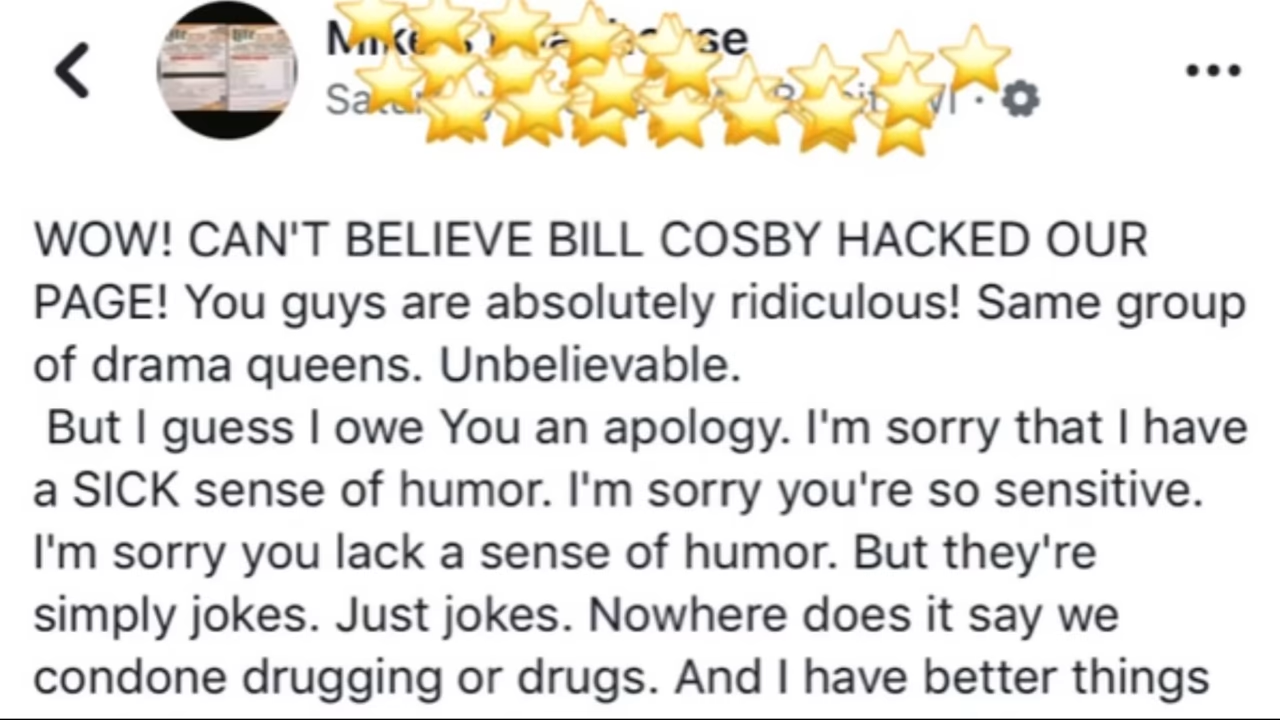 WOW! CAN'T BELIEVE BILL COSBY HACKED OUR
PAGE! You guys are absolutely ridiculous! Same group
of drama queens. Unbelievable.
But I guess I owe You an apology. I'm sorry that I have
a SICK sense of humor. I'm sorry you're so sensitive.
I'm sorry you lack a sense of humor. But they're
simply jokes. Just jokes. Nowhere does it say we
condone drugging or drugs. And I have better things